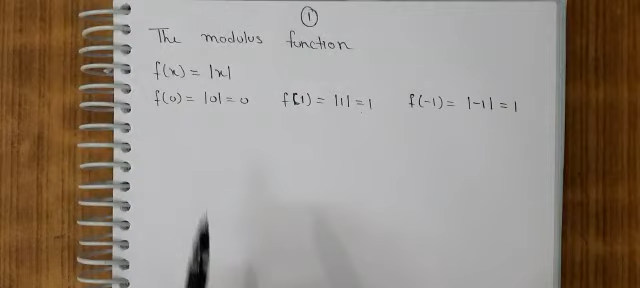 ①
The modulus function
f(x) = |x|
f(0) = |0| = 0 f[1) = |1| = 1 f(-1) = |-1| = 1